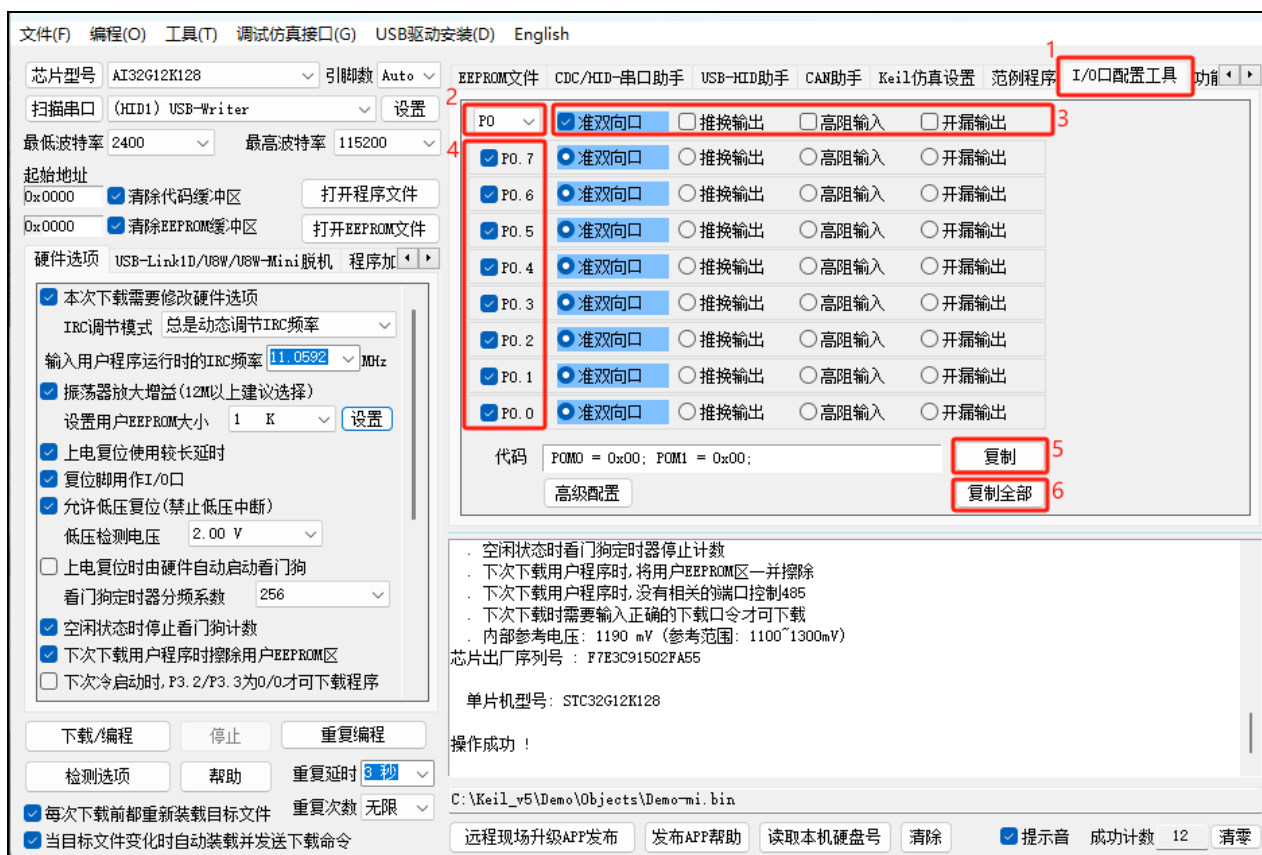 文件(F) 编程(O) 工具(T) 调试仿真接口(G) USB驱动安装(D) English
芯片型号 AI32G12K128 引脚数 Auto
扫描串口 (HID1) USB-Writer 设置
最低波特率 2400 最高波特率 115200
起始地址
0x0000 清除代码缓冲区 打开程序文件
0x0000 清除EEPROM缓冲区 打开EEPROM文件
硬件选项 USB-Link1D/U8W/U8W-Mini脱机 程序加
本次下载需要修改硬件选项
IRC调节模式 总是动态调节IRC频率
输入用户程序运行时的IRC频率 11.0592 MHz
振荡器放大增益(12M以上建议选择)
设置用户EEPROM大小 1 K 设置
上电复位使用较长延时
复位脚用作I/O口
允许低压复位(禁止低压中断)
低压检测电压 2.00 V
上电复位时由硬件自动启动看门狗
看门狗定时器分频系数 256
空闲状态时停止看门狗计数
下次下载用户程序时擦除用户EEPROM区
下次冷启动时,P3.2/P3.3为0/0才可下载程序
下载/编程 停止 重复编程
检测选项 帮助 重复延时 3 秒
每次下载前都重新装载目标文件 重复次数 无限
当目标文件变化时自动装载并发送下载命令
1
EEPROM文件 CDC/HID-串口助手 USB-HID助手 CAN助手 Keil仿真设置 范例程序 I/O口配置工具 功能
2
P0 准双向口 推挽输出 高阻输入 开漏输出 3
4 P0.7 准双向口 推挽输出 高阻输入 开漏输出
P0.6 准双向口 推挽输出 高阻输入 开漏输出
P0.5 准双向口 推挽输出 高阻输入 开漏输出
P0.4 准双向口 推挽输出 高阻输入 开漏输出
P0.3 准双向口 推挽输出 高阻输入 开漏输出
P0.2 准双向口 推挽输出 高阻输入 开漏输出
P0.1 准双向口 推挽输出 高阻输入 开漏输出
P0.0 准双向口 推挽输出 高阻输入 开漏输出
代码 P0M0 = 0x00; P0M1 = 0x00; 复制 5
高级配置 复制全部 6
. 空闲状态时看门狗定时器停止计数
. 下次下载用户程序时,将用户EEPROM区一并擦除
. 下次下载用户程序时,没有相关的端口控制485
. 下次下载时需要输入正确的下载口令才可下载
. 内部参考电压: 1190 mV (参考范围: 1100~1300mV)
芯片出厂序列号 : F7E3C91502FA55
单片机型号: STC32G12K128
操作成功 !
C:\Keil_v5\Demo\Objects\Demo-mi.bin
远程现场升级APP发布 发布APP帮助 读取本机硬盘号 清除 提示音 成功计数 12 清零